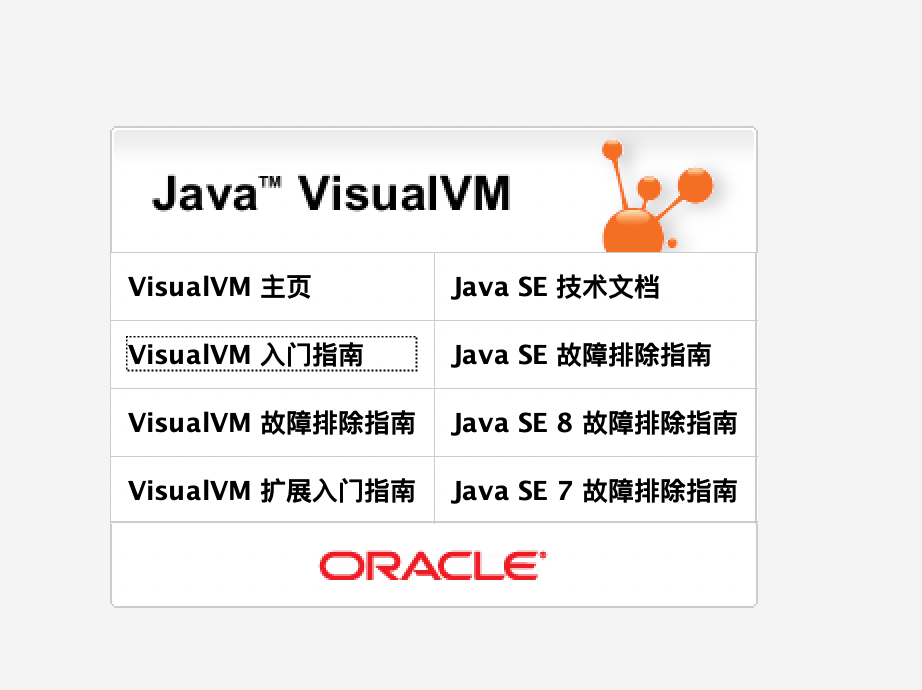 Java™ VisualVM
VisualVM 主页
Java SE 技术文档
VisualVM 入门指南
Java SE 故障排除指南
VisualVM 故障排除指南
Java SE 8 故障排除指南
VisualVM 扩展入门指南
Java SE 7 故障排除指南
ORACLE